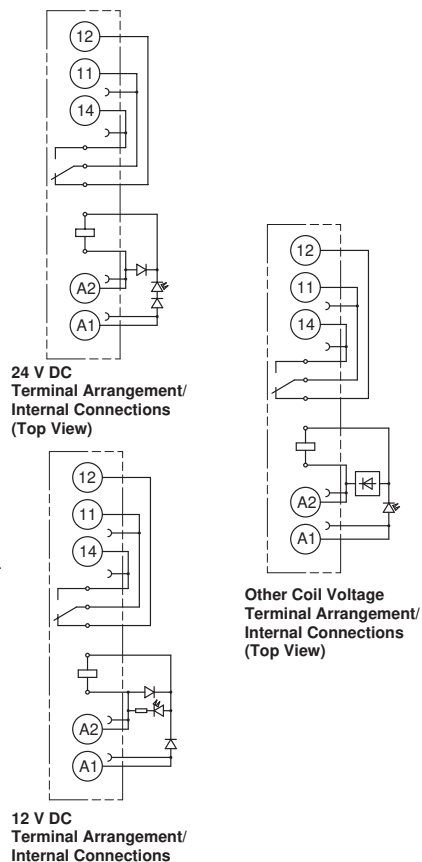 12
11
14
A2
A1
24 V DC
Terminal Arrangement/
Internal Connections
(Top View)
12
11
14
A2
A1
12 V DC
Terminal Arrangement/
Internal Connections
12
11
14
A2
A1
Other Coil Voltage
Terminal Arrangement/
Internal Connections
(Top View)